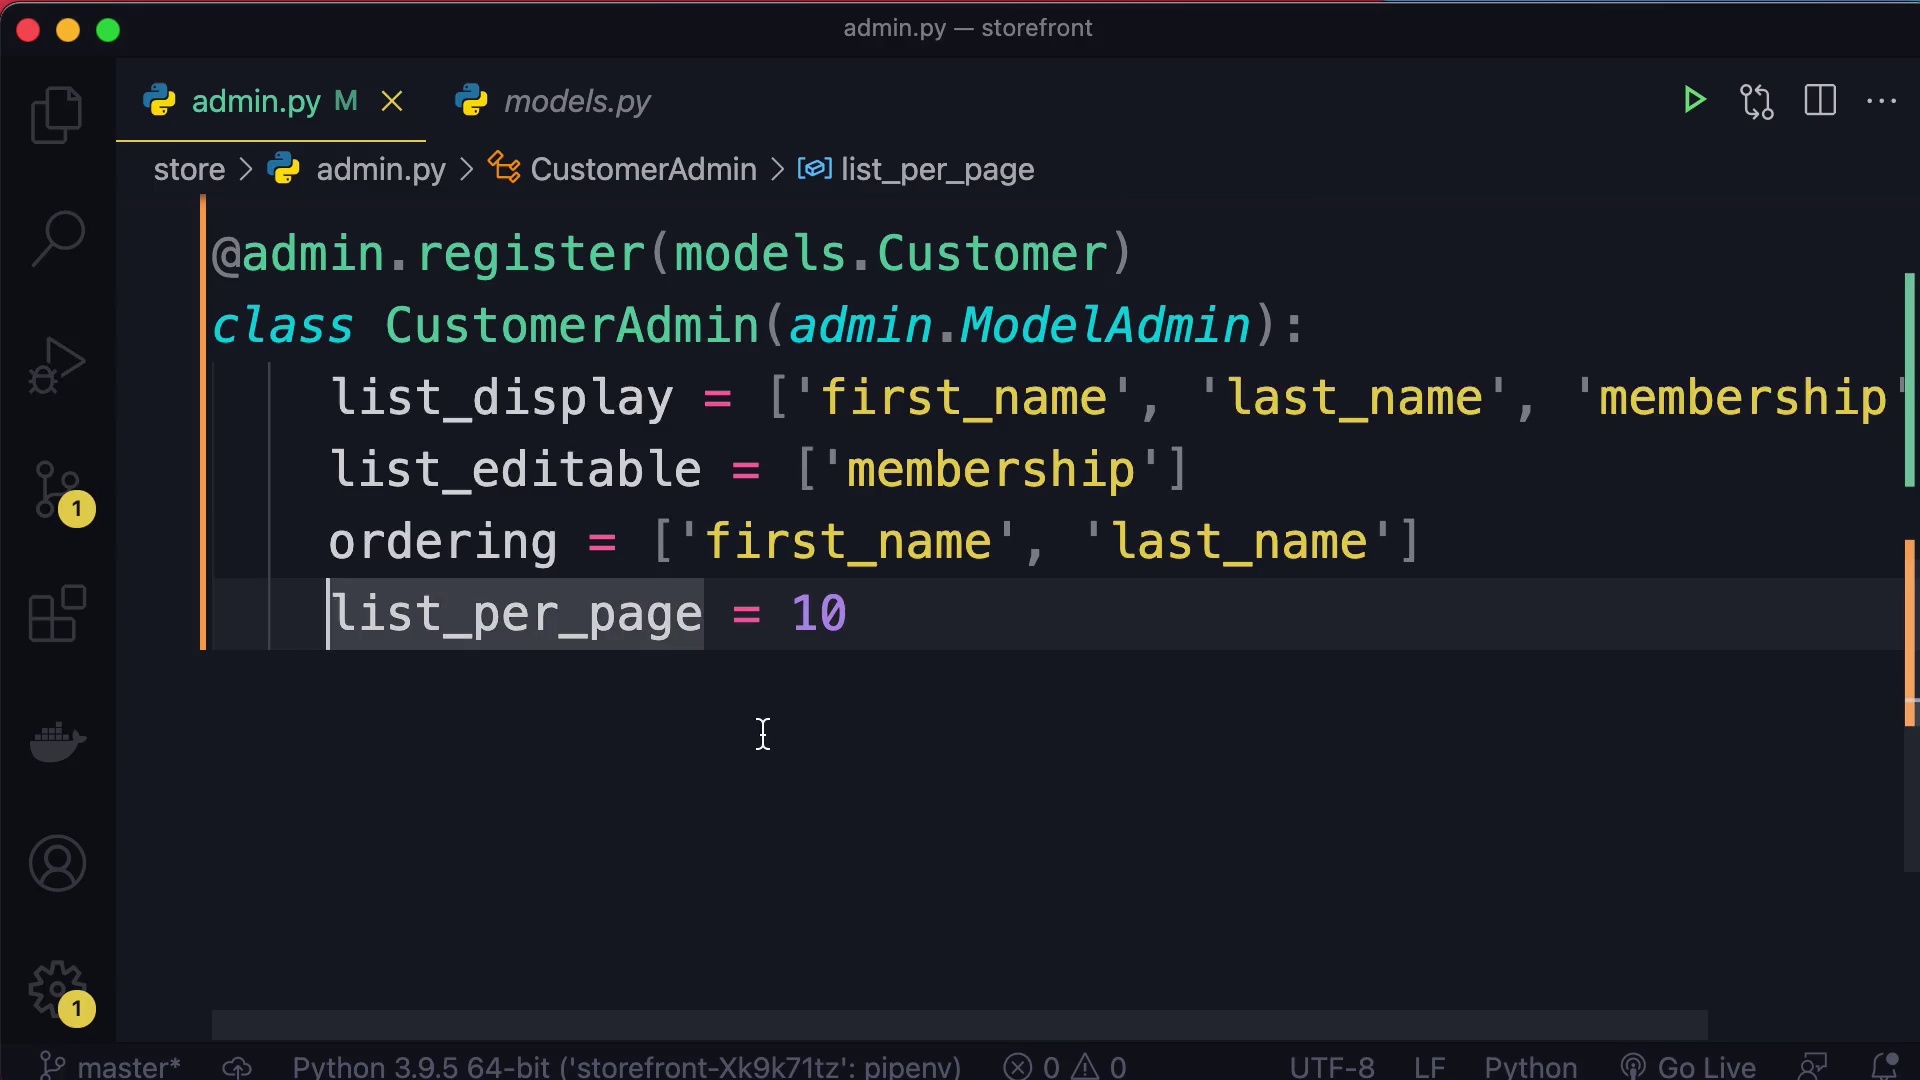 admin.py — storefront
admin.py M models.py
store > admin.py > CustomerAdmin > list_per_page
@admin.register(models.Customer)
class CustomerAdmin(admin.ModelAdmin):
list_display = ['first_name', 'last_name', 'membership'
list_editable = ['membership']
ordering = ['first_name', 'last_name']
list_per_page = 10
1
1
master* Python 3.9.5 64-bit ('storefront-Xk9k71tz': pipenv) 0 0 UTF-8 LF Python Go Live